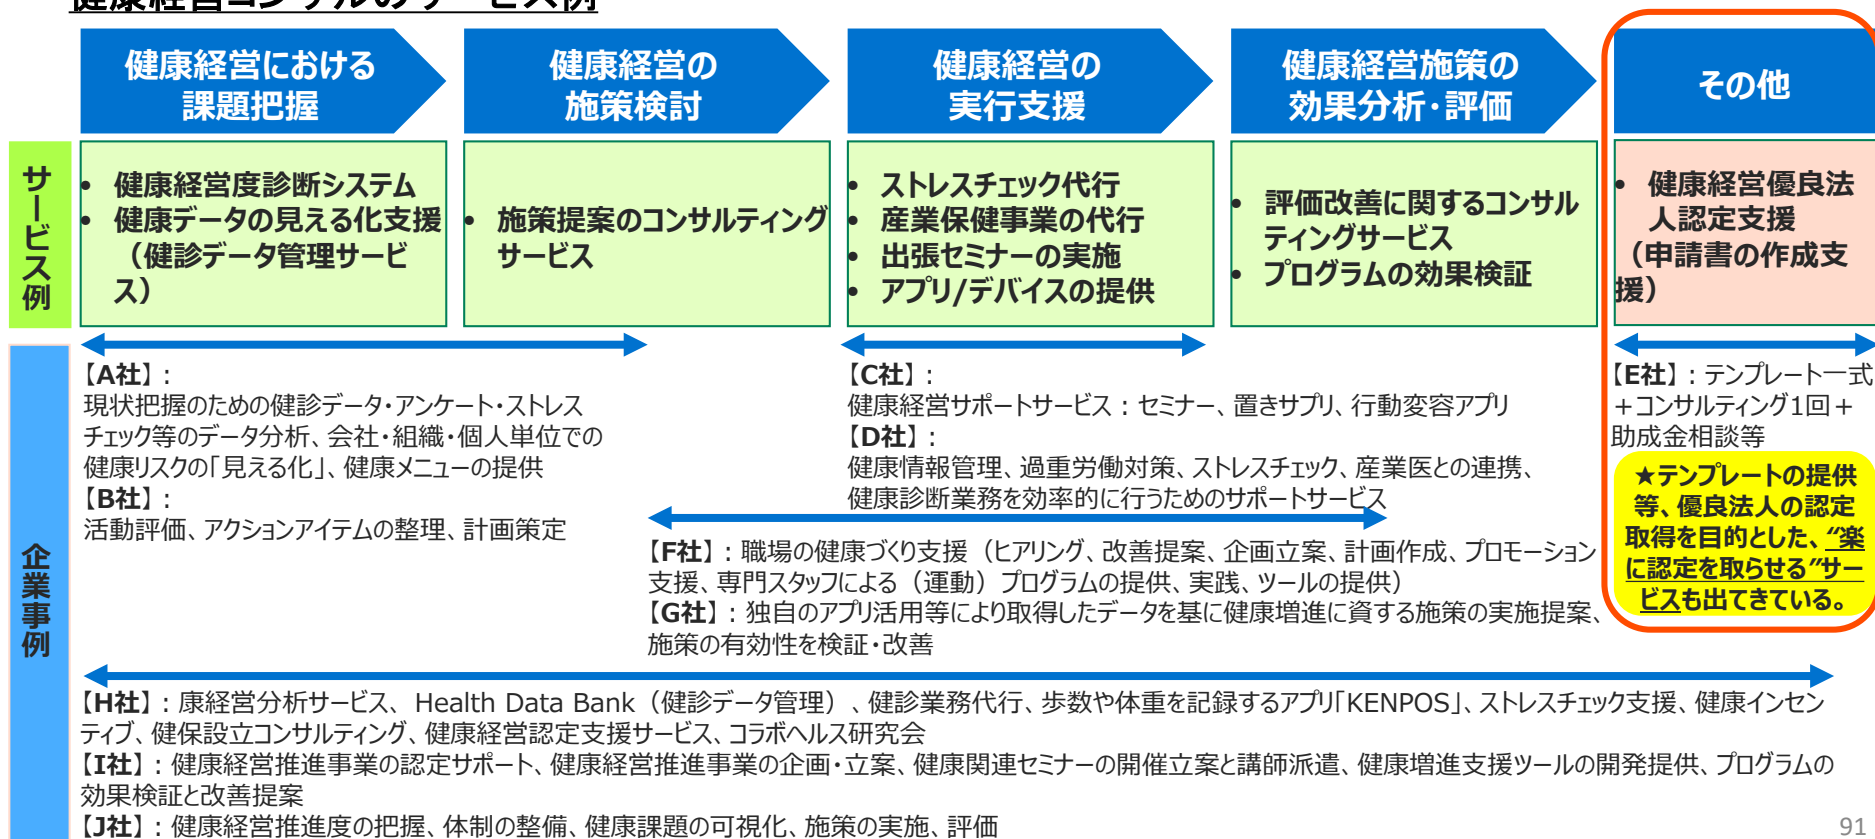 健康経営コンサルのサービス例
健康経営における
課題把握
健康経営の
施策検討
健康経営の
実行支援
健康経営施策の
効果分析・評価
その他
サービス例
• 健康経営度診断システム
• 健康データの見える化支援
（健診データ管理サービ
ス）
• 施策提案のコンサルティング
サービス
• ストレスチェック代行
• 産業保健事業の代行
• 出張セミナーの実施
• アプリ/デバイスの提供
• 評価改善に関するコンサル
ティングサービス
• プログラムの効果検証
• 健康経営優良法
人認定支援
（申請書の作成支
援）
企業事例
【A社】：
現状把握のための健診データ・アンケート・ストレス
チェック等のデータ分析、会社・組織・個人単位での
健康リスクの「見える化」、健康メニューの提供
【B社】：
活動評価、アクションアイテムの整理、計画策定
【C社】：
健康経営サポートサービス：セミナー、置きサプリ、行動変容アプリ
【D社】：
健康情報管理、過重労働対策、ストレスチェック、産業医との連携、
健康診断業務を効率的に行うためのサポートサービス
【E社】：テンプレート一式
＋コンサルティング1回＋
助成金相談等
★テンプレートの提供
等、優良法人の認定
取得を目的とした、“楽
に認定を取らせる”サー
ビスも出てきている。
【F社】：職場の健康づくり支援（ヒアリング、改善提案、企画立案、計画作成、プロモーション
支援、専門スタッフによる（運動）プログラムの提供、実践、ツールの提供）
【G社】：独自のアプリ活用等により取得したデータを基に健康増進に資する施策の実施提案、
施策の有効性を検証・改善
【H社】：康経営分析サービス、Health Data Bank（健診データ管理）、健診業務代行、歩数や体重を記録するアプリ「KENPOS」、ストレスチェック支援、健康インセン
ティブ、健保設立コンサルティング、健康経営認定支援サービス、コラボヘルス研究会
【I社】：健康経営推進事業の認定サポート、健康経営推進事業の企画・立案、健康関連セミナーの開催立案と講師派遣、健康増進支援ツールの開発提供、プログラムの
効果検証と改善提案
【J社】：健康経営推進度の把握、体制の整備、健康課題の可視化、施策の実施、評価
91